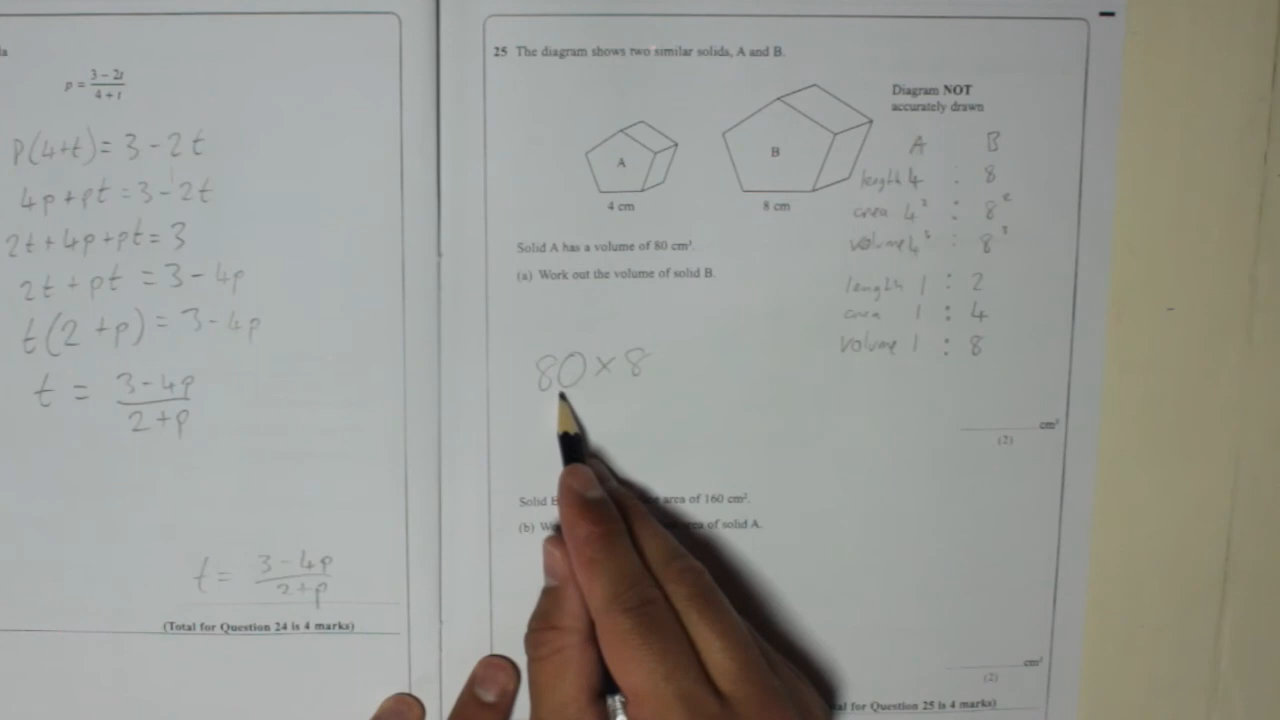 p = 3 - 2t / 4 + t
P(4+t) = 3 - 2t
4p + pt = 3 - 2t
2t + 4p + pt = 3
2t + pt = 3 - 4p
t(2 + p) = 3 - 4p
t = 3 - 4p / 2 + p
t = 3 - 4p / 2 + p
(Total for Question 24 is 4 marks)
25 The diagram shows two similar solids, A and B.
Diagram NOT
accurately drawn
A
B
4 cm
8 cm
A B
length 4 : 8
area 4² : 8²
volume 4³ : 8³
length 1 : 2
area 1 : 4
volume 1 : 8
Solid A has a volume of 80 cm³.
(a) Work out the volume of solid B.
80 × 8
cm³
(2)
Solid area of 160 cm².
(b) of solid A.
cm²
(2)
for Question 25 is 4 marks)